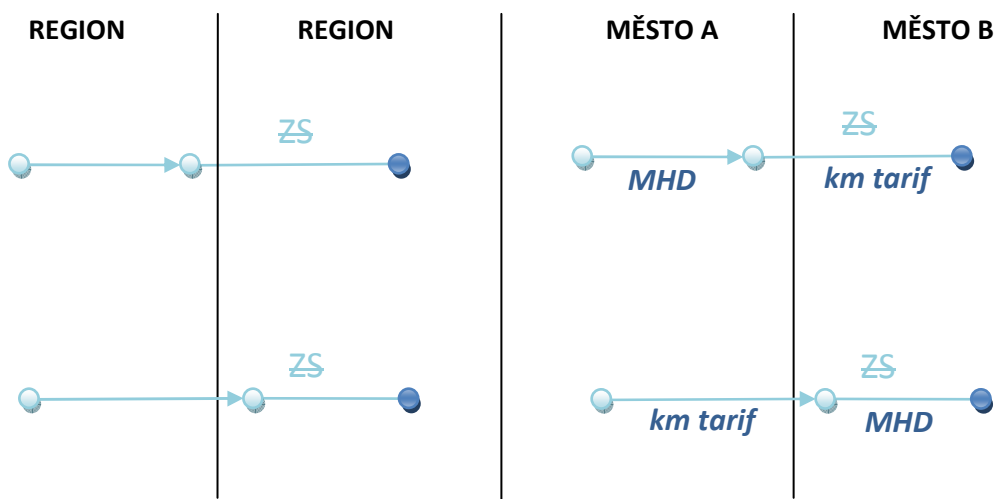 REGION REGION MĚSTO A MĚSTO B
ZS ZS
MHD km tarif
ZS ZS
km tarif MHD